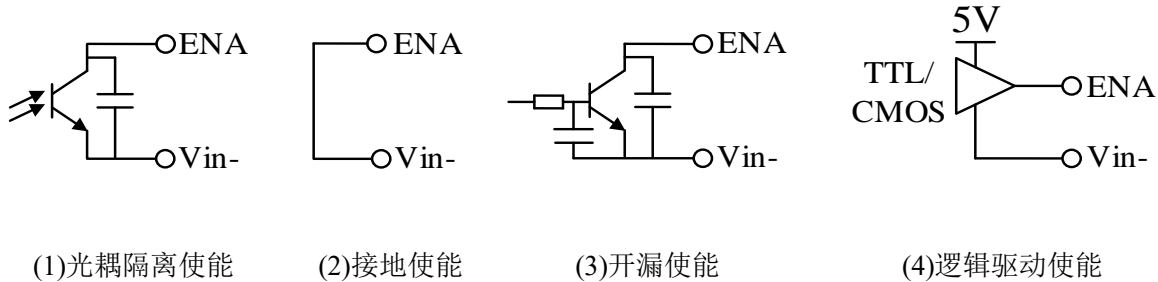 ENA
Vin-
ENA
Vin-
ENA
Vin-
5V
TTL/
CMOS
ENA
Vin-
(1)光耦隔离使能
(2)接地使能
(3)开漏使能
(4)逻辑驱动使能